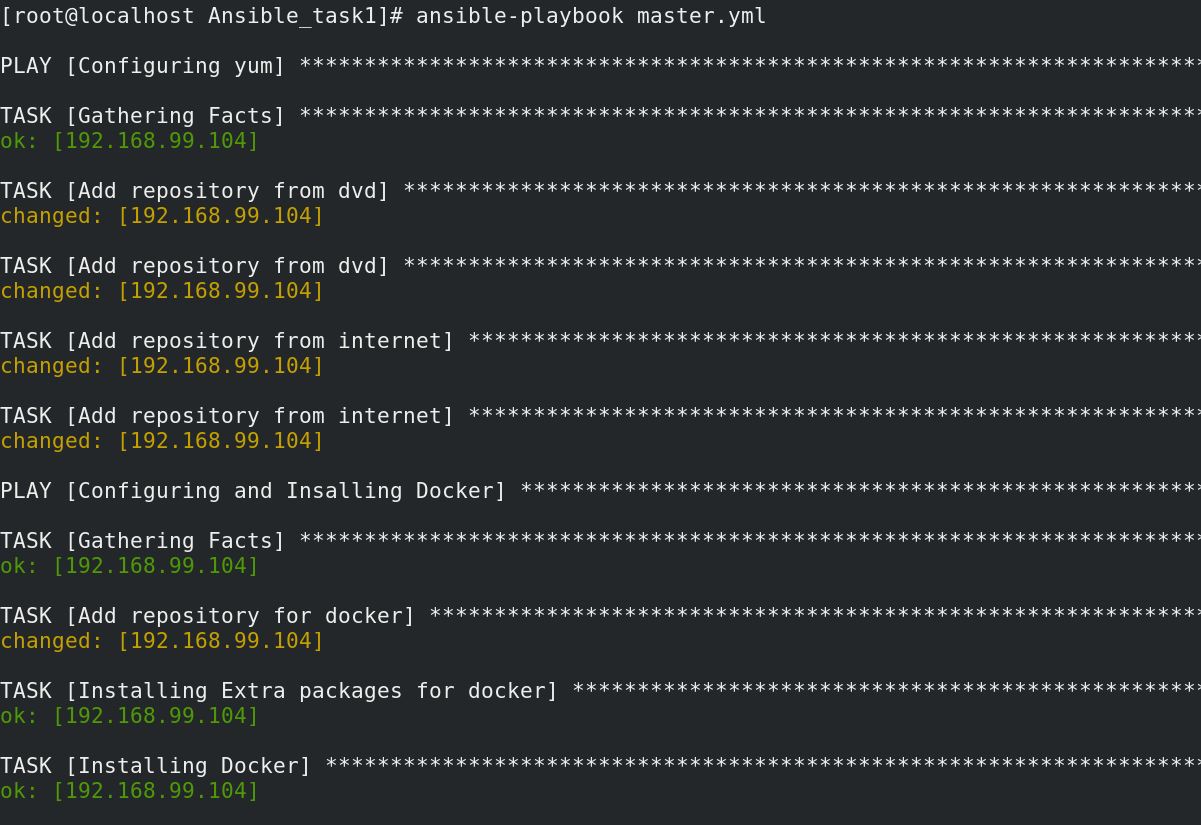 [root@localhost Ansible_task1]# ansible-playbook master.yml
PLAY [Configuring yum] *********************************************************************
TASK [Gathering Facts] *********************************************************************
ok: [192.168.99.104]
TASK [Add repository from dvd] *************************************************************
changed: [192.168.99.104]
TASK [Add repository from dvd] *************************************************************
changed: [192.168.99.104]
TASK [Add repository from internet] ********************************************************
changed: [192.168.99.104]
TASK [Add repository from internet] ********************************************************
changed: [192.168.99.104]
PLAY [Configuring and Insalling Docker] ****************************************************
TASK [Gathering Facts] *********************************************************************
ok: [192.168.99.104]
TASK [Add repository for docker] ***********************************************************
changed: [192.168.99.104]
TASK [Installing Extra packages for docker] ************************************************
ok: [192.168.99.104]
TASK [Installing Docker] *******************************************************************
ok: [192.168.99.104]